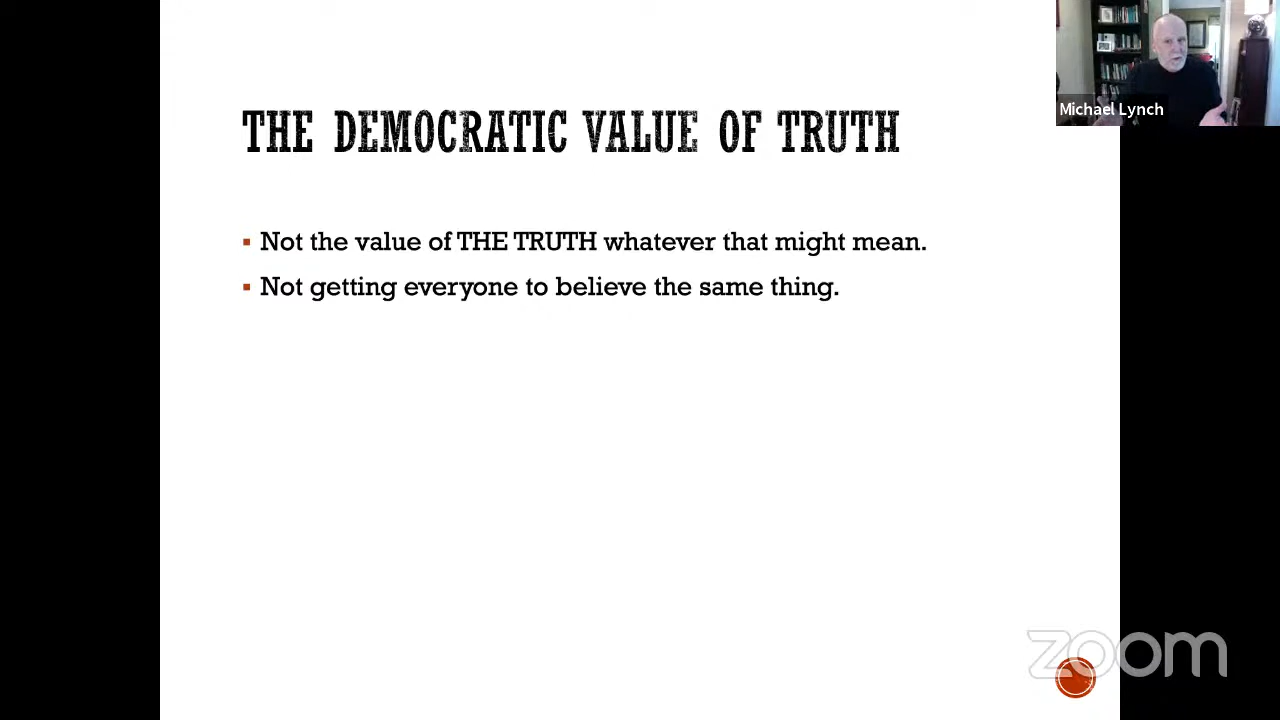 Michael Lynch
THE DEMOCRATIC VALUE OF TRUTH
Not the value of THE TRUTH whatever that might mean.
Not getting everyone to believe the same thing.
zoom